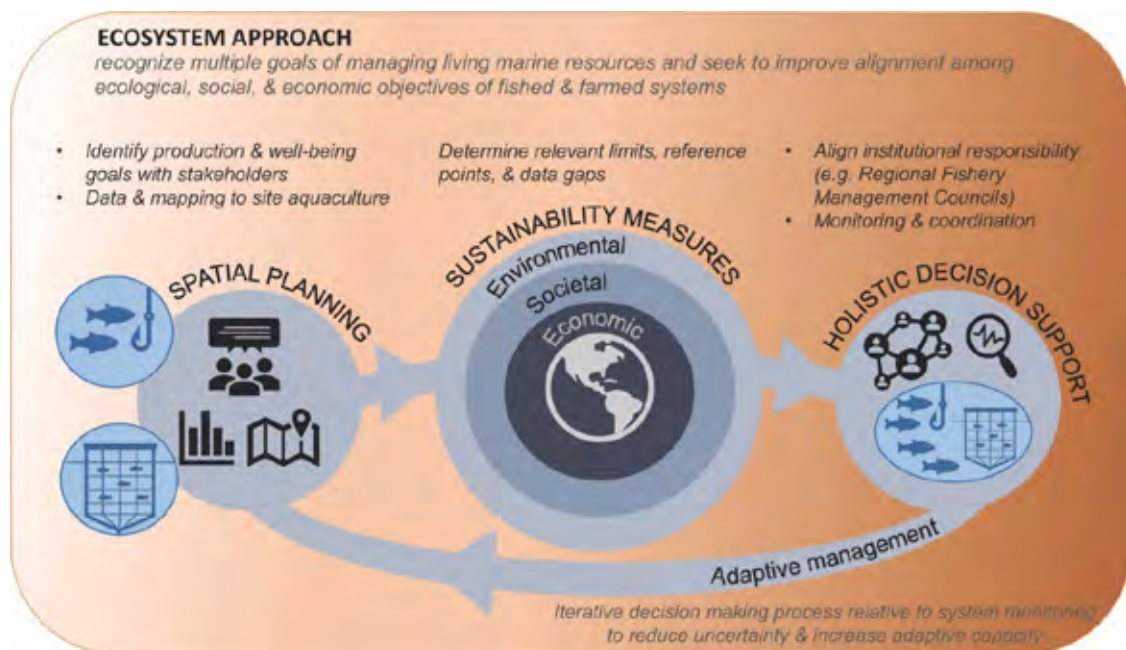 ECOSYSTEM APPROACH
recognize multiple goals of managing living marine resources and seek to improve alignment among
ecological, social, & economic objectives of fished & farmed systems
• Identify production & well-being
goals with stakeholders
• Data & mapping to site aquaculture
Determine relevant limits, reference
points, & data gaps
• Align institutional responsibility
(e.g. Regional Fishery
Management Councils)
• Monitoring & coordination
SPATIAL PLANNING
SUSTAINABILITY MEASURES
Environmental
Societal
Economic
HOLISTIC DECISION SUPPORT
Adaptive management
Iterative decision making process relative to system monitoring
to reduce uncertainty & increase adaptive capacity